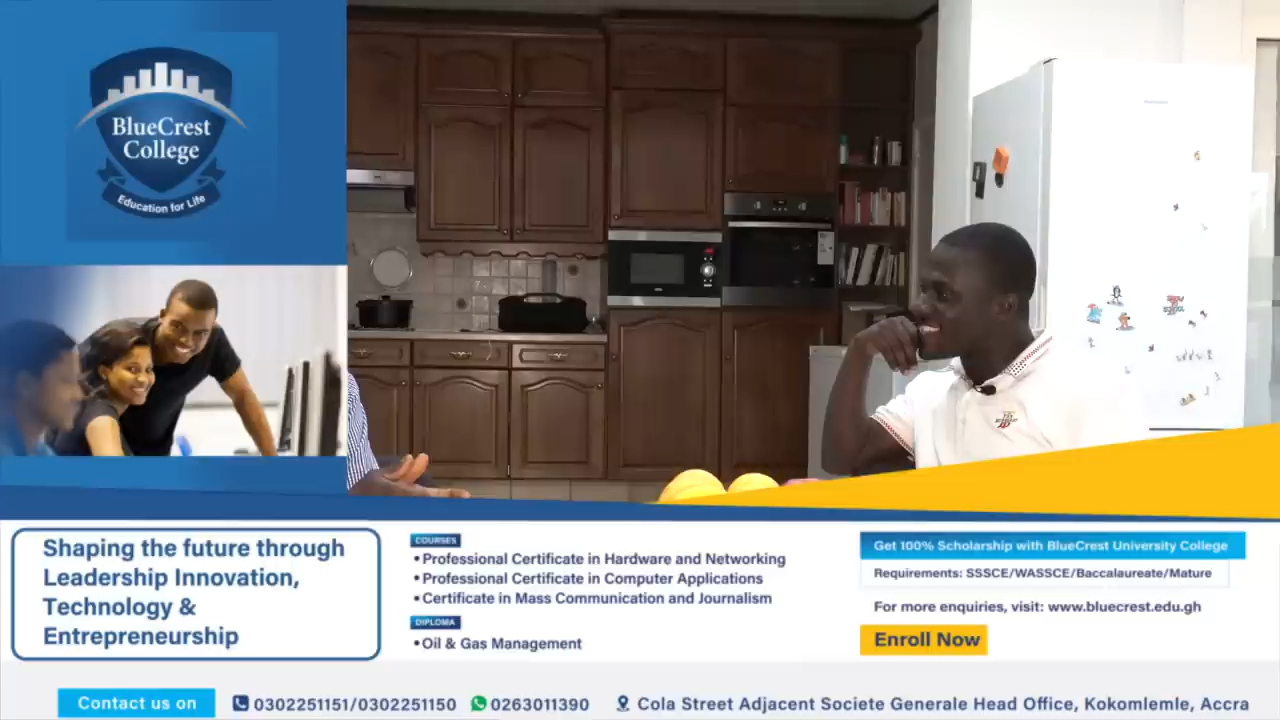 BlueCrest
College
Education for Life
Shaping the future through
Leadership Innovation,
Technology &
Entrepreneurship
COURSES
•Professional Certificate in Hardware and Networking
•Professional Certificate in Computer Applications
•Certificate in Mass Communication and Journalism
DIPLOMA
•Oil & Gas Management
Get 100% Scholarship with BlueCrest University College
Requirements: SSSCE/WASSCE/Baccalaureate/Mature
For more enquiries, visit: www.bluecrest.edu.gh
Enroll Now
Contact us on
0302251151/0302251150
0263011390
Cola Street Adjacent Societe Generale Head Office, Kokomlemle, Accra